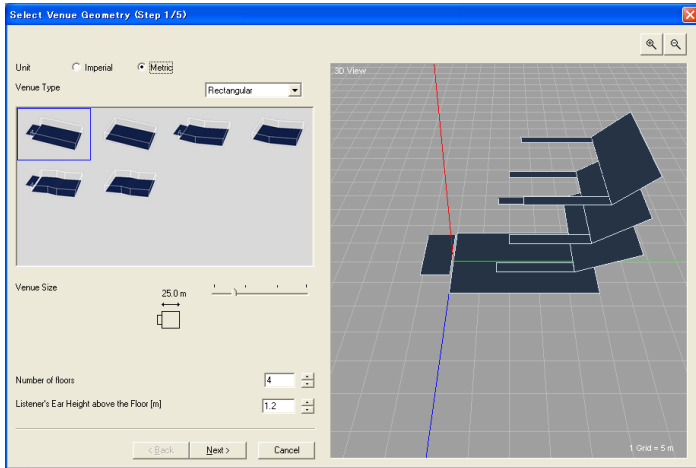 Select Venue Geometry (Step 1/5)
Unit
Imperial
Metric
Venue Type
Rectangular
3D View
Venue Size
25.0 m
Number of floors
4
Listener's Ear Height above the Floor [m]
1.2
< Back
Next >
Cancel
1 Grid = 5 m